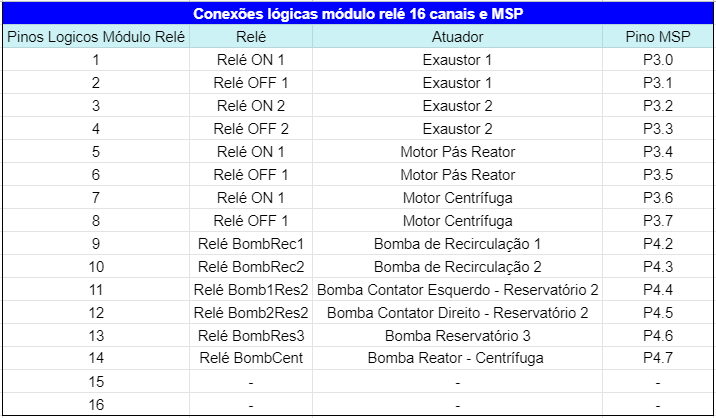 Conexões lógicas módulo relé 16 canais e MSP
Pinos Logicos Módulo Relé Relé Atuador Pino MSP
1 Relé ON 1 Exaustor 1 P3.0
2 Relé OFF 1 Exaustor 1 P3.1
3 Relé ON 2 Exaustor 2 P3.2
4 Relé OFF 2 Exaustor 2 P3.3
5 Relé ON 1 Motor Pás Reator P3.4
6 Relé OFF 1 Motor Pás Reator P3.5
7 Relé ON 1 Motor Centrífuga P3.6
8 Relé OFF 1 Motor Centrífuga P3.7
9 Relé BombRec1 Bomba de Recirculação 1 P4.2
10 Relé BombRec2 Bomba de Recirculação 2 P4.3
11 Relé Bomb1Res2 Bomba Contator Esquerdo - Reservatório 2 P4.4
12 Relé Bomb2Res2 Bomba Contator Direito - Reservatório 2 P4.5
13 Relé BombRes3 Bomba Reservatório 3 P4.6
14 Relé BombCent Bomba Reator - Centrífuga P4.7
15 - - -
16 - - -